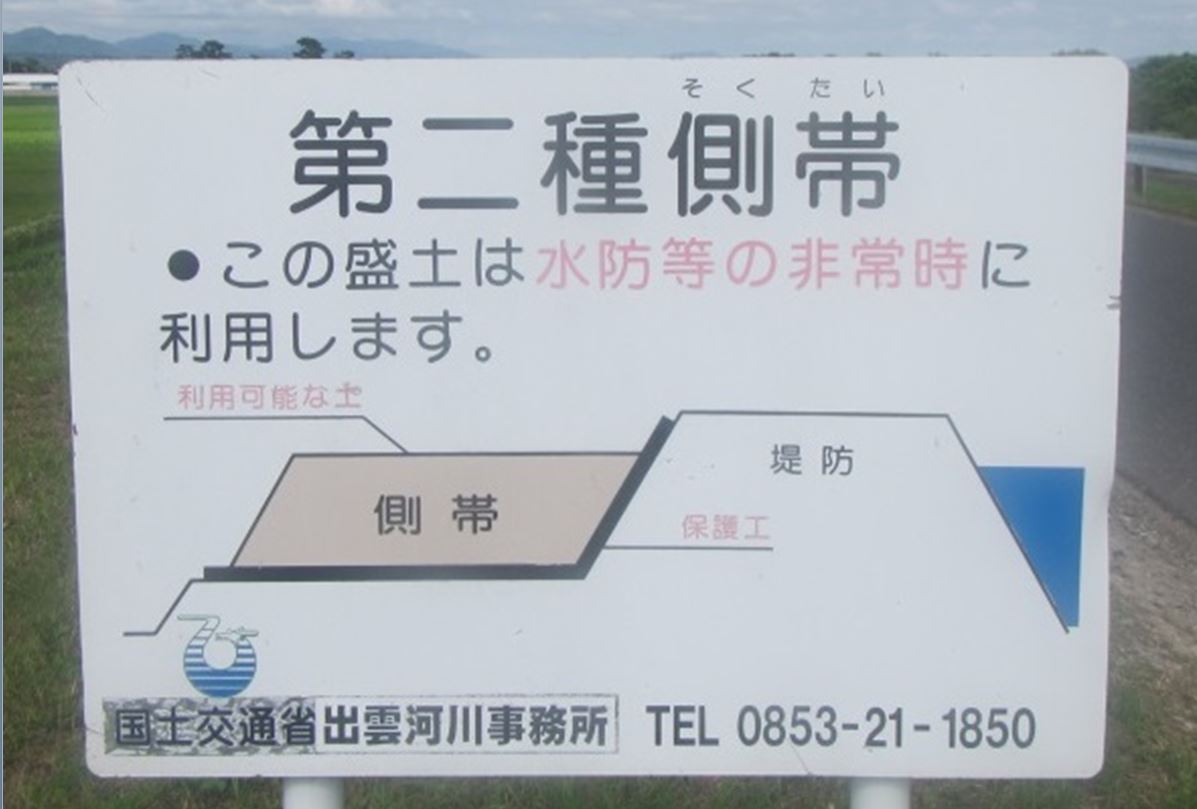 そくたい
第二種側帯
●この盛土は水防等の非常時に
利用します。
利用可能な土
堤防
側帯
保護工
国土交通省出雲河川事務所 TEL 0853-21-1850